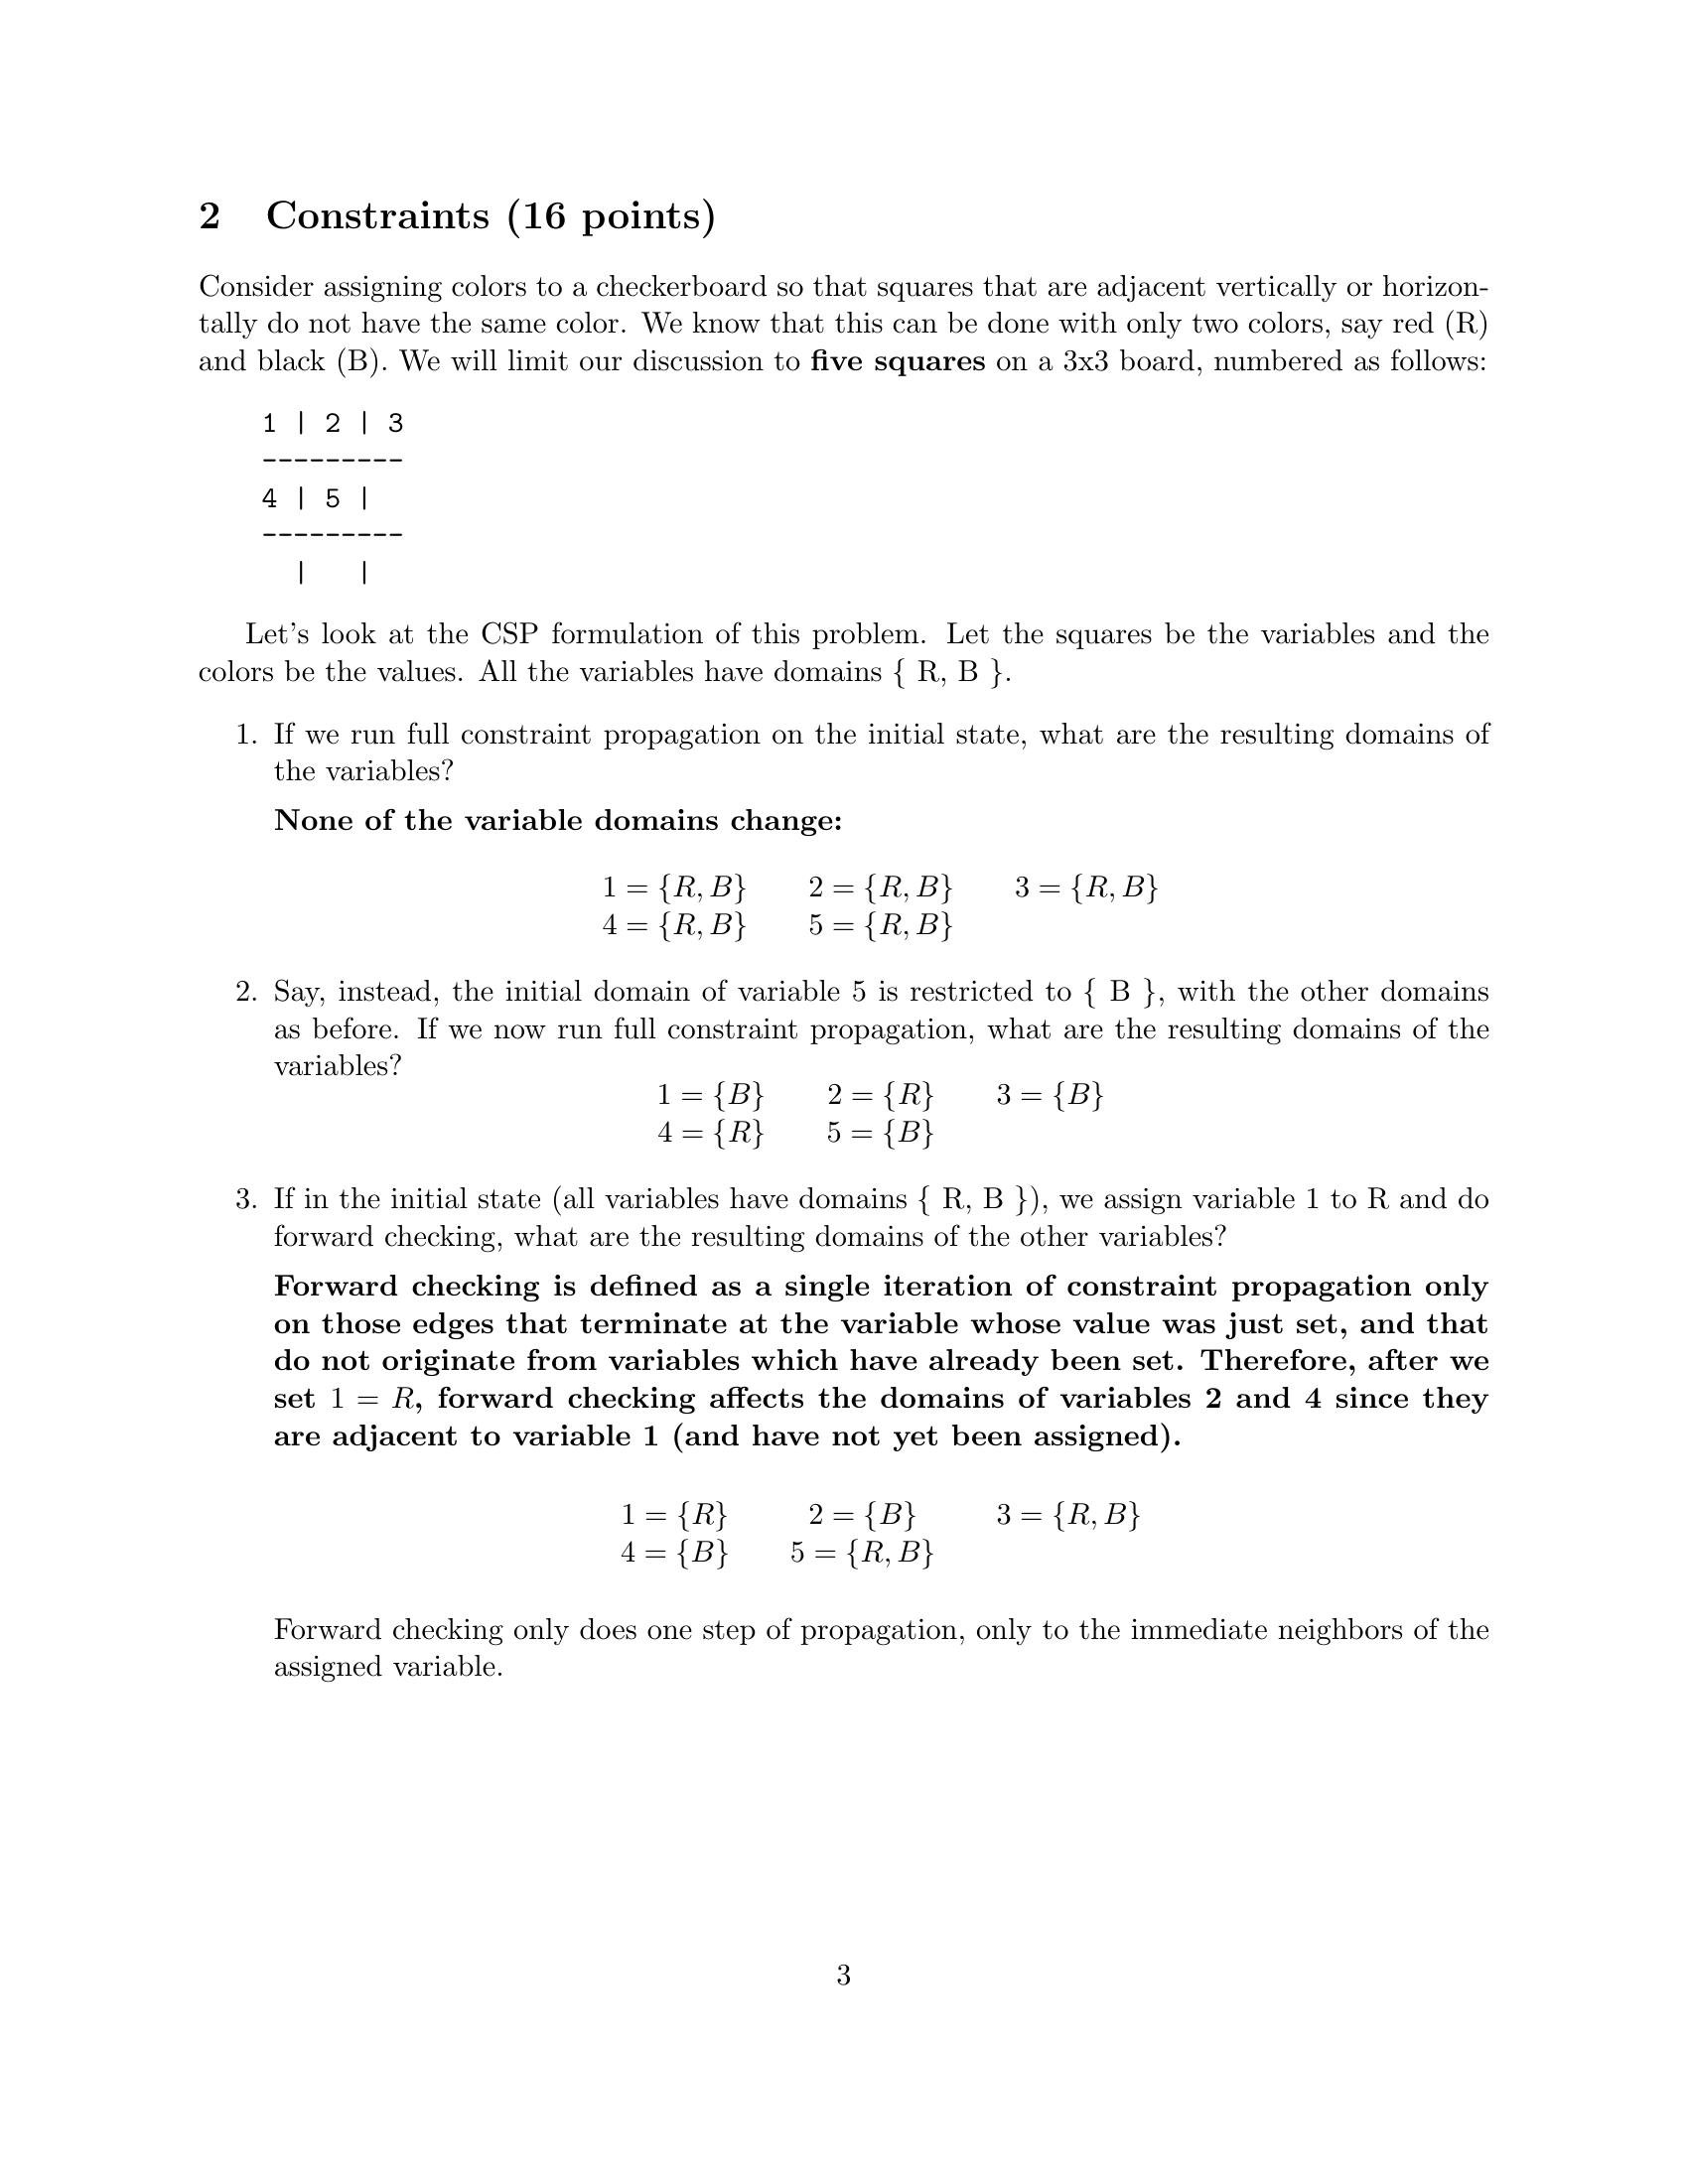 2 Constraints (16 points)
Consider assigning colors to a checkerboard so that squares that are adjacent vertically or horizon-
tally do not have the same color. We know that this can be done with only two colors, say red (R)
and black (B). We will limit our discussion to five squares on a 3x3 board, numbered as follows:
1 | 2 | 3
---------
4 | 5 |
---------
  |   |
Let's look at the CSP formulation of this problem. Let the squares be the variables and the
colors be the values. All the variables have domains { R, B }.
1. If we run full constraint propagation on the initial state, what are the resulting domains of
the variables?
None of the variable domains change:
1 = {R, B} 2 = {R, B} 3 = {R, B}
4 = {R, B} 5 = {R, B}
2. Say, instead, the initial domain of variable 5 is restricted to { B }, with the other domains
as before. If we now run full constraint propagation, what are the resulting domains of the
variables?
1 = {B} 2 = {R} 3 = {B}
4 = {R} 5 = {B}
3. If in the initial state (all variables have domains { R, B }), we assign variable 1 to R and do
forward checking, what are the resulting domains of the other variables?
Forward checking is defined as a single iteration of constraint propagation only
on those edges that terminate at the variable whose value was just set, and that
do not originate from variables which have already been set. Therefore, after we
set 1 = R, forward checking affects the domains of variables 2 and 4 since they
are adjacent to variable 1 (and have not yet been assigned).
1 = {R} 2 = {B} 3 = {R, B}
4 = {B} 5 = {R, B}
Forward checking only does one step of propagation, only to the immediate neighbors of the
assigned variable.
3